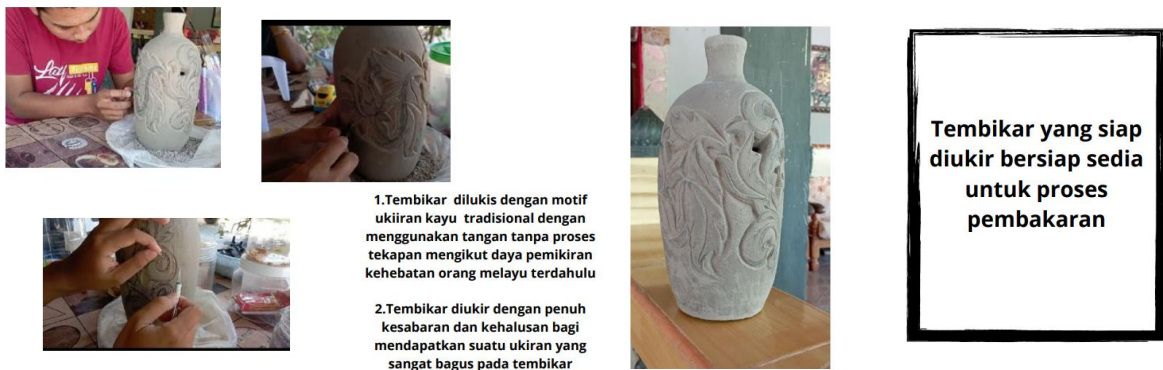 1.Tembikar dilukis dengan motif
ukiiran kayu tradisional dengan
menggunakan tangan tanpa proses
tekapan mengikut daya pemikiran
kehebatan orang melayu terdahulu
2.Tembikar diukir dengan penuh
kesabaran dan kehalusan bagi
mendapatkan suatu ukiran yang
sangat bagus pada tembikar
Tembikar yang siap
diukir bersiap sedia
untuk proses
pembakaran